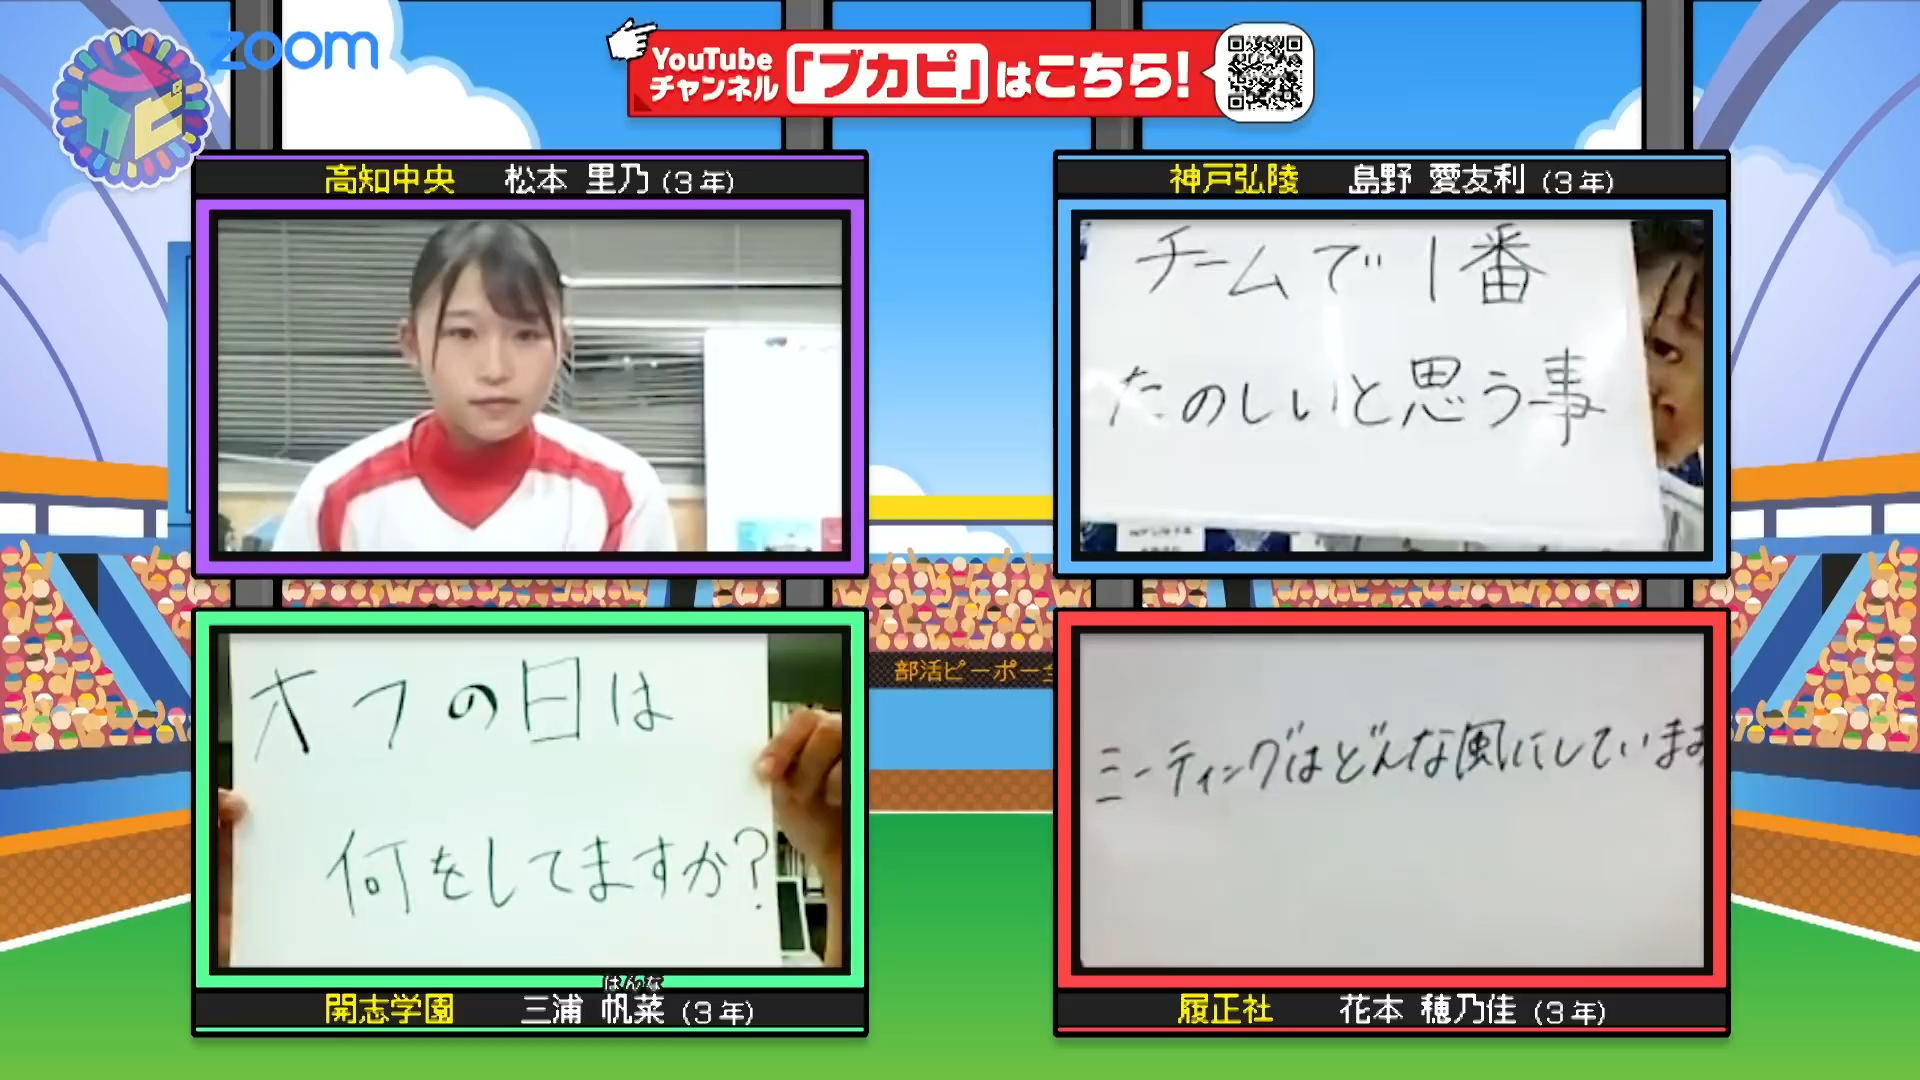 zoom
カピ
YouTube
チャンネル
「ブカピ」はこちら!
高知中央 松本 里乃 (3年)
神戸弘陵 島野 愛友利 (3年)
チームで1番
たのしいと思う事
オフの日は
何をしてますか?
部活ピーポー全
ミーティングはどんな風にしています
はんな
開志学園 三浦 帆菜 (3年)
履正社 花本 穂乃佳 (3年)